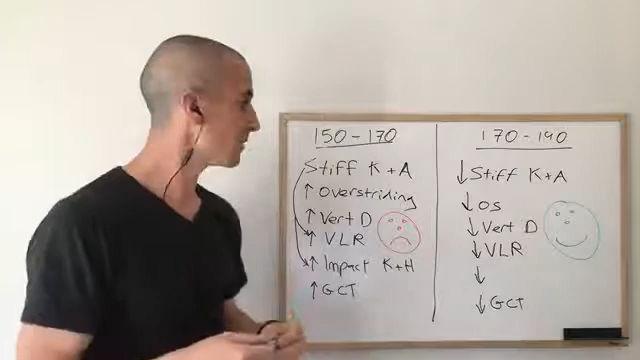 150-170
Stiff K+A
↑ Overstriding
↑ Vert D
↑ VLR
↑ Impact K+H
↑ GCT
170-190
↓ Stiff K+A
↓ OS
↓ Vert D
↓ VLR
↓
↓ GCT